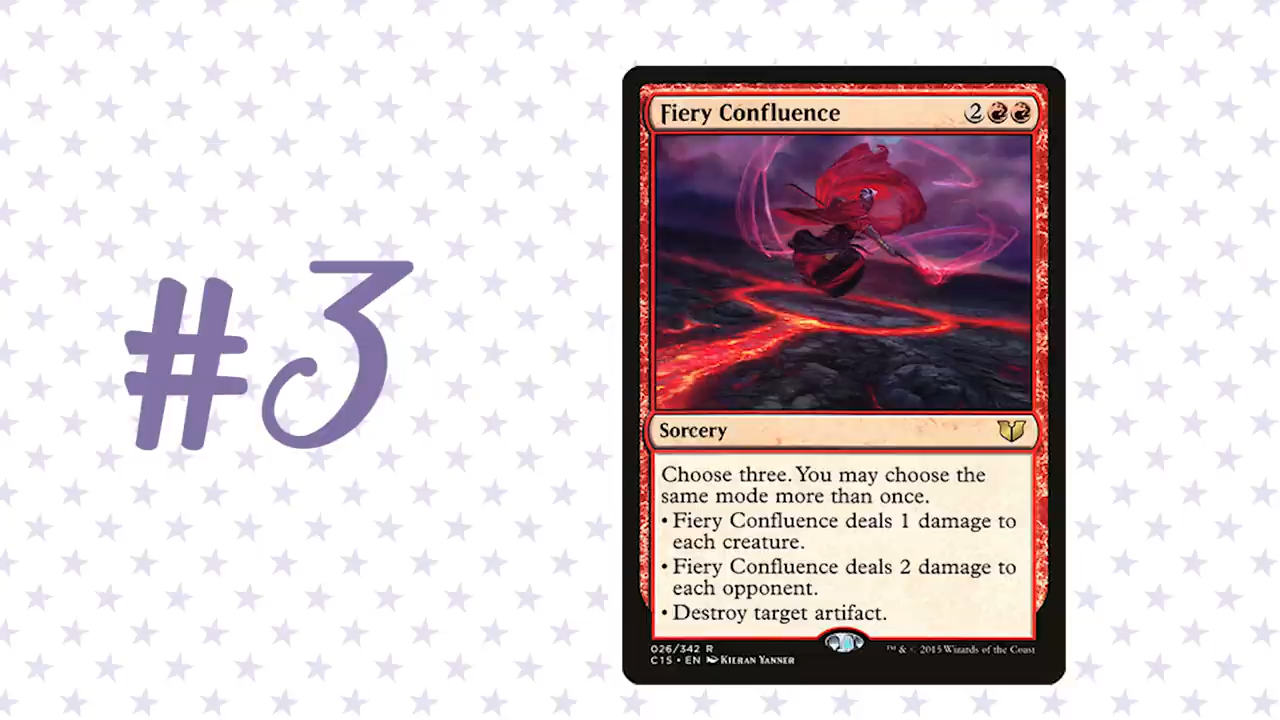 #3
Fiery Confluence 2
Sorcery
Choose three. You may choose the
same mode more than once.
• Fiery Confluence deals 1 damage to
each creature.
• Fiery Confluence deals 2 damage to
each opponent.
• Destroy target artifact.
026/342 R
C15 • EN Kieran Yanner
™ & © 2015 Wizards of the Coast